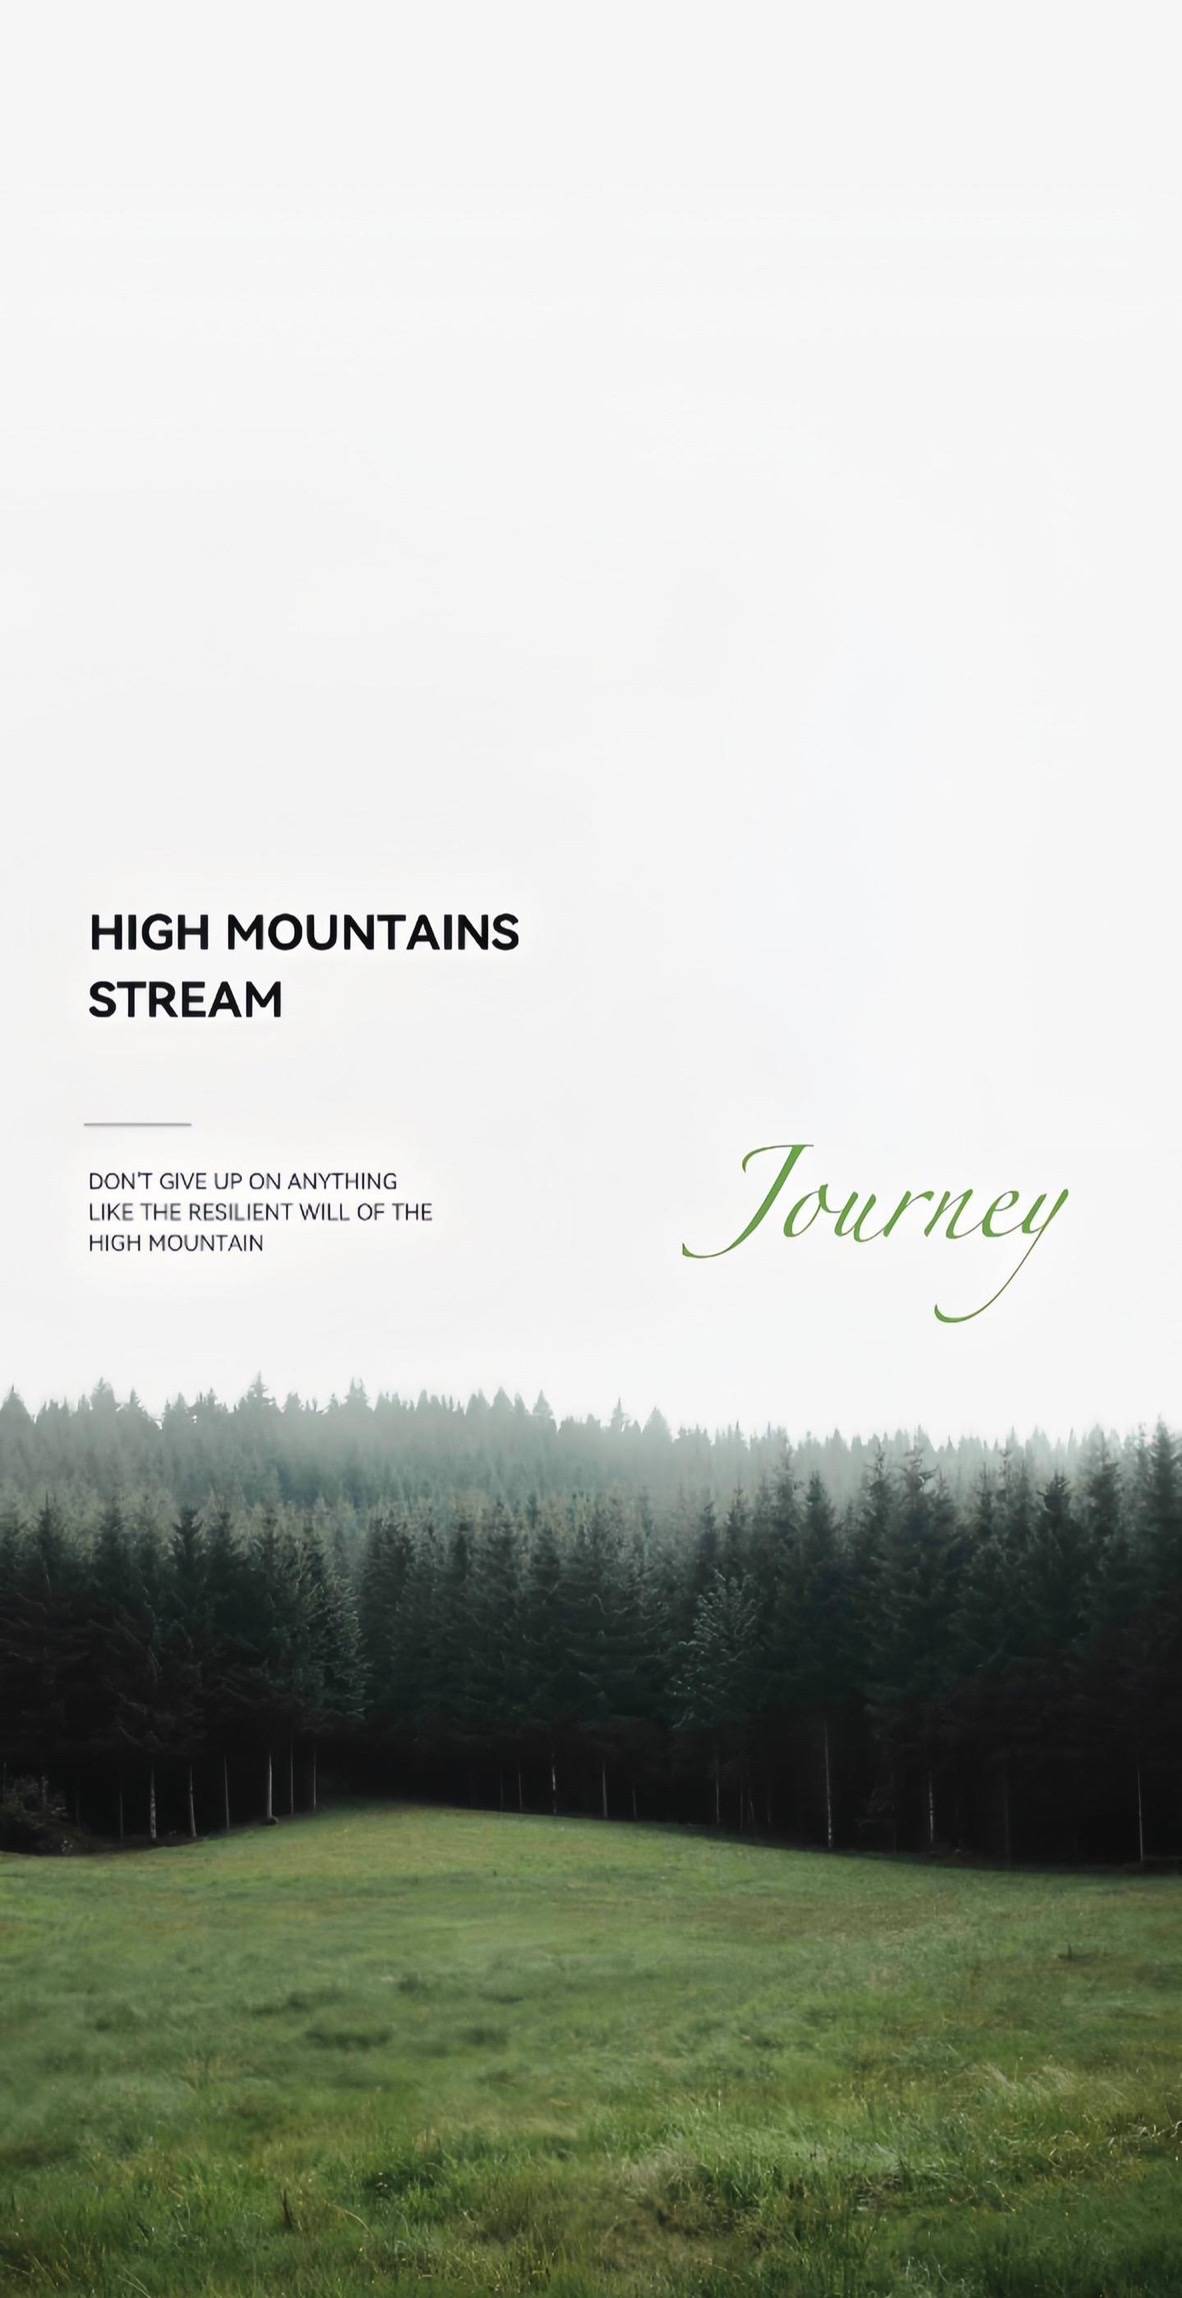 HIGH MOUNTAINS
STREAM
DON'T GIVE UP ON ANYTHING
LIKE THE RESILIENT WILL OF THE
HIGH MOUNTAIN
Journey